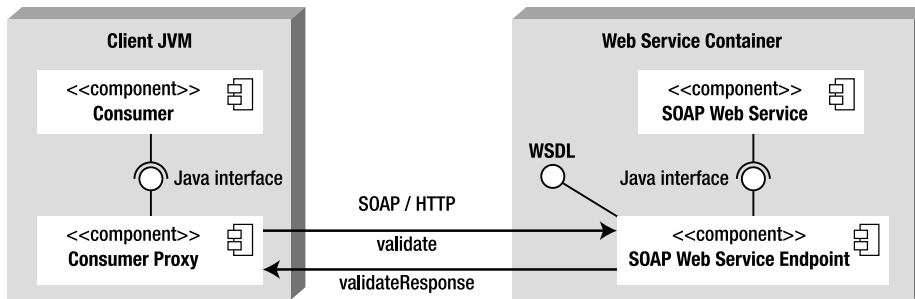 Client JVM
<<component>>
Consumer
Java interface
<<component>>
Consumer Proxy
SOAP / HTTP
validate
validateResponse
Web Service Container
<<component>>
SOAP Web Service
WSDL
Java interface
<<component>>
SOAP Web Service Endpoint